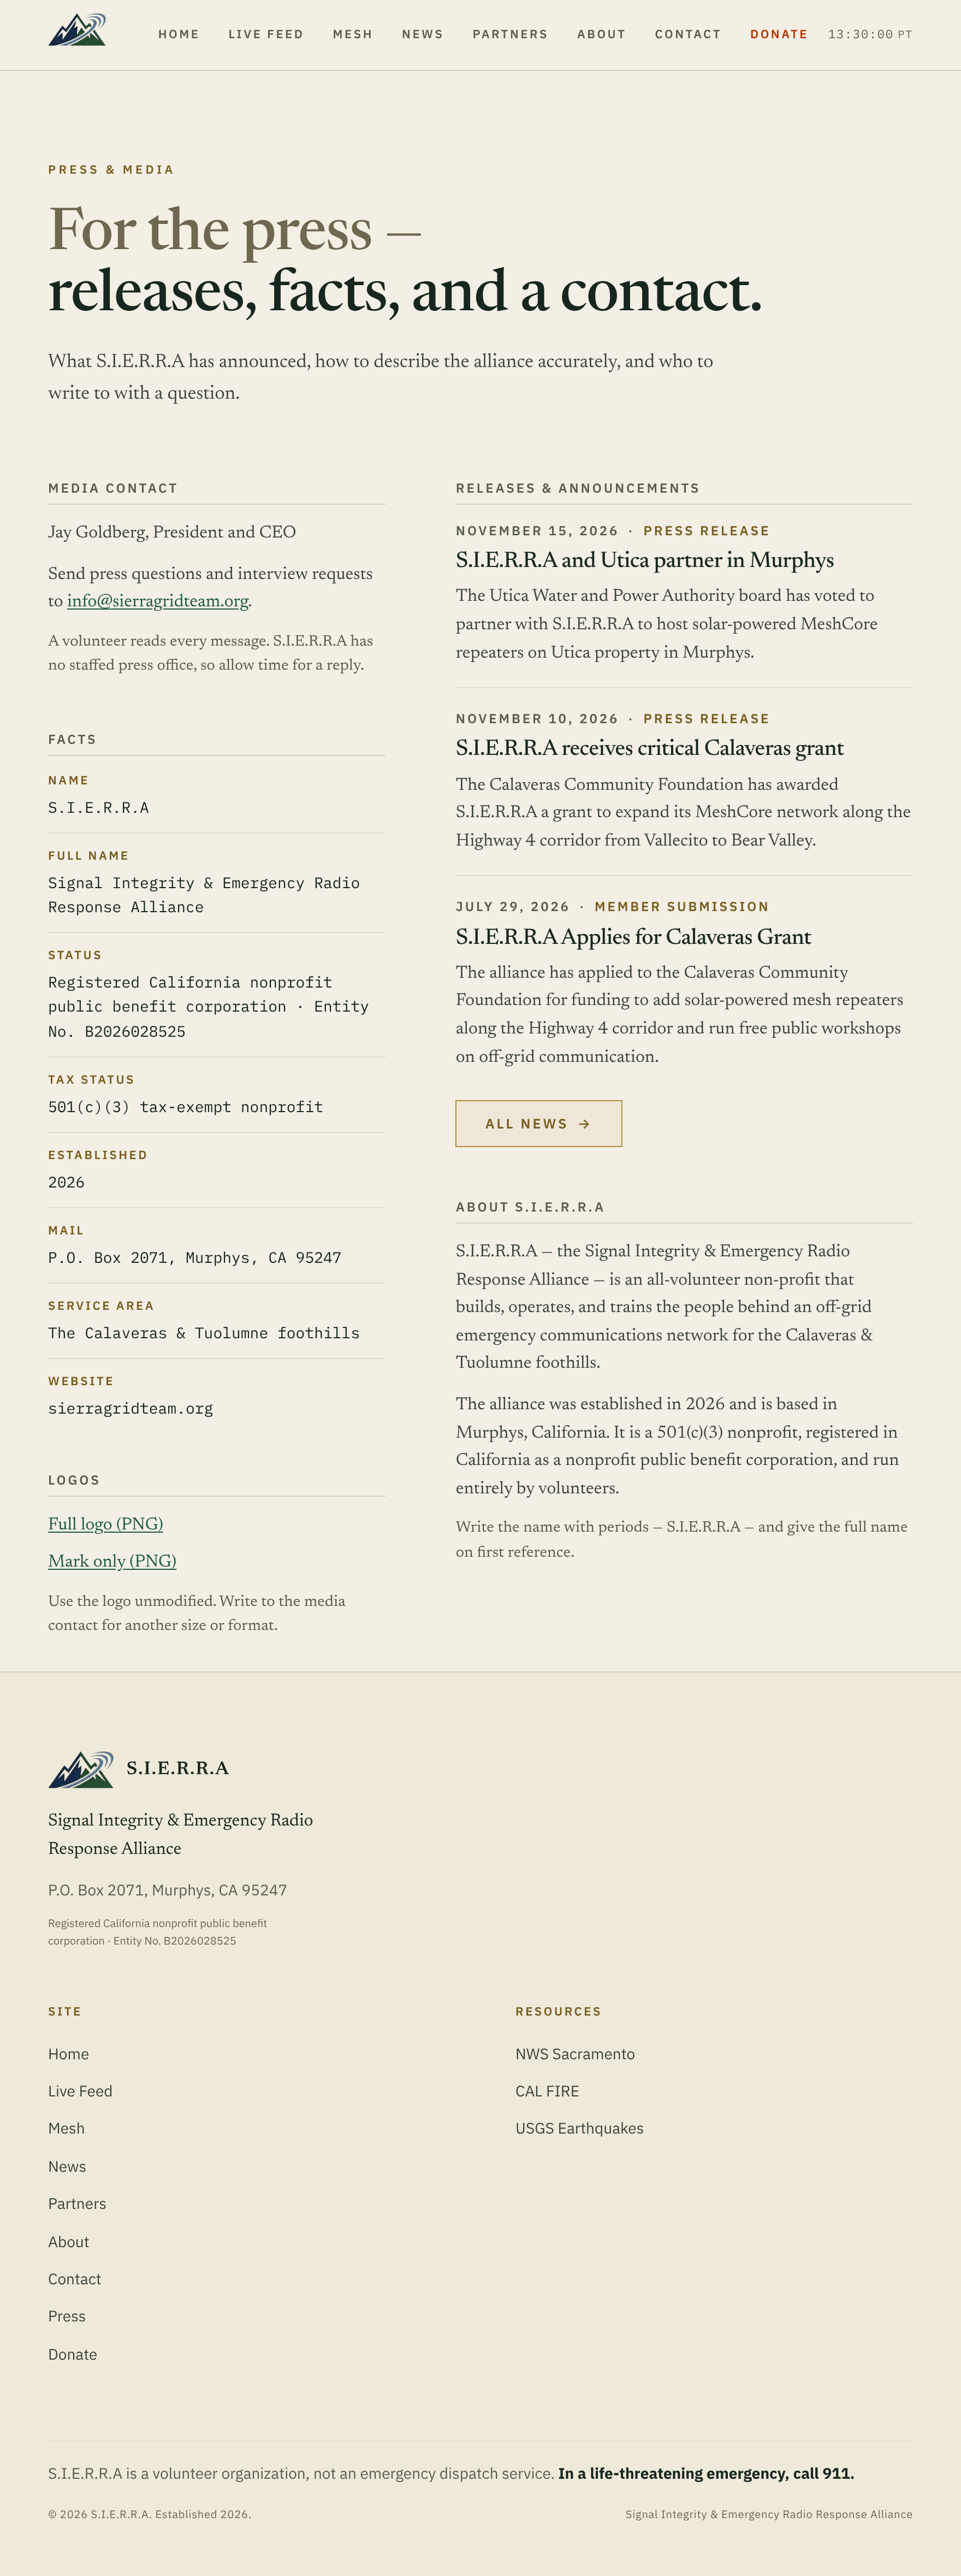 HOME LIVE FEED MESH NEWS PARTNERS ABOUT CONTACT DONATE 13:30:00 PT
PRESS & MEDIA
For the press —
releases, facts, and a contact.
What S.I.E.R.R.A has announced, how to describe the alliance accurately, and who to
write to with a question.
MEDIA CONTACT
Jay Goldberg, President and CEO
Send press questions and interview requests
to info@sierragridteam.org.
A volunteer reads every message. S.I.E.R.R.A has
no staffed press office, so allow time for a reply.
FACTS
NAME
S.I.E.R.R.A
FULL NAME
Signal Integrity & Emergency Radio
Response Alliance
STATUS
Registered California nonprofit
public benefit corporation · Entity
No. B2026028525
TAX STATUS
501(c)(3) tax-exempt nonprofit
ESTABLISHED
2026
MAIL
P.O. Box 2071, Murphys, CA 95247
SERVICE AREA
The Calaveras & Tuolumne foothills
WEBSITE
sierragridteam.org
LOGOS
Full logo (PNG)
Mark only (PNG)
Use the logo unmodified. Write to the media
contact for another size or format.
RELEASES & ANNOUNCEMENTS
NOVEMBER 15, 2026 · PRESS RELEASE
S.I.E.R.R.A and Utica partner in Murphys
The Utica Water and Power Authority board has voted to
partner with S.I.E.R.R.A to host solar-powered MeshCore
repeaters on Utica property in Murphys.
NOVEMBER 10, 2026 · PRESS RELEASE
S.I.E.R.R.A receives critical Calaveras grant
The Calaveras Community Foundation has awarded
S.I.E.R.R.A a grant to expand its MeshCore network along the
Highway 4 corridor from Vallecito to Bear Valley.
JULY 29, 2026 · MEMBER SUBMISSION
S.I.E.R.R.A Applies for Calaveras Grant
The alliance has applied to the Calaveras Community
Foundation for funding to add solar-powered mesh repeaters
along the Highway 4 corridor and run free public workshops
on off-grid communication.
ALL NEWS →
ABOUT S.I.E.R.R.A
S.I.E.R.R.A — the Signal Integrity & Emergency Radio
Response Alliance — is an all-volunteer non-profit that
builds, operates, and trains the people behind an off-grid
emergency communications network for the Calaveras &
Tuolumne foothills.
The alliance was established in 2026 and is based in
Murphys, California. It is a 501(c)(3) nonprofit, registered in
California as a nonprofit public benefit corporation, and run
entirely by volunteers.
Write the name with periods — S.I.E.R.R.A — and give the full name
on first reference.
S.I.E.R.R.A
Signal Integrity & Emergency Radio
Response Alliance
P.O. Box 2071, Murphys, CA 95247
Registered California nonprofit public benefit
corporation · Entity No. B2026028525
SITE
Home
Live Feed
Mesh
News
Partners
About
Contact
Press
Donate
RESOURCES
NWS Sacramento
CAL FIRE
USGS Earthquakes
S.I.E.R.R.A is a volunteer organization, not an emergency dispatch service. In a life-threatening emergency, call 911.
© 2026 S.I.E.R.R.A. Established 2026.
Signal Integrity & Emergency Radio Response Alliance